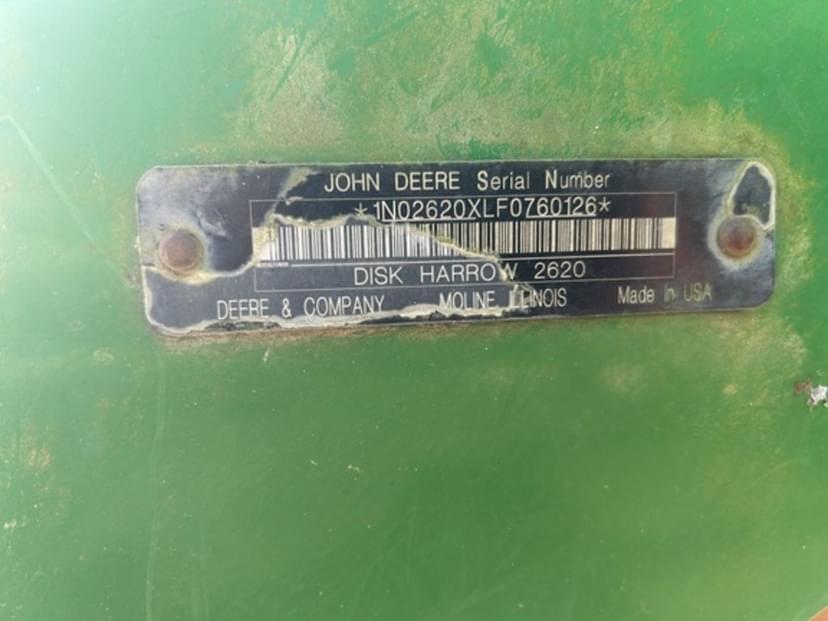 JOHN DEERE Serial Number
*1N02620XLF0760126*
DISK HARROW 2620
DEERE & COMPANY MOLINE ILLINOIS Made In USA